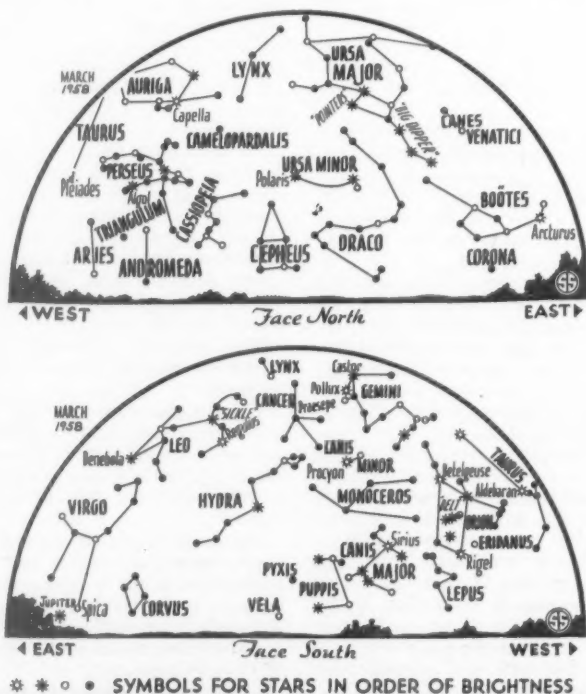 MARCH
1958
AURIGA
Capella
LYNX
URSA
MAJOR
"POINTERS"
"BIG DIPPER"
CANES
VENATICI
TAURUS
CAMELOPARDALIS
PERSEUS
Pleiades
Algol
URSA MINOR
Polaris
CASSIOPEIA
TRIANGULUM
BOÖTES
Arcturus
ARIES
ANDROMEDA
CEPHEUS
DRACO
CORONA
SS
WEST
Face North
EAST
MARCH
1958
LYNX
Castor
Pollux
GEMINI
CANCER
Praesepe
"SICKLE"
Regulus
LEO
Denebola
CANIS
MINOR
Procyon
TAURUS
Betelgeuse
Aldebaran
VIRGO
HYDRA
MONOCEROS
"BELT"
ORION
ERIDANUS
Sirius
CANIS
MAJOR
Rigel
PYXIS
PUPPIS
LEPUS
JUPITER
Spica
CORVUS
VELA
SS
EAST
Face South
WEST
SYMBOLS FOR STARS IN ORDER OF BRIGHTNESS